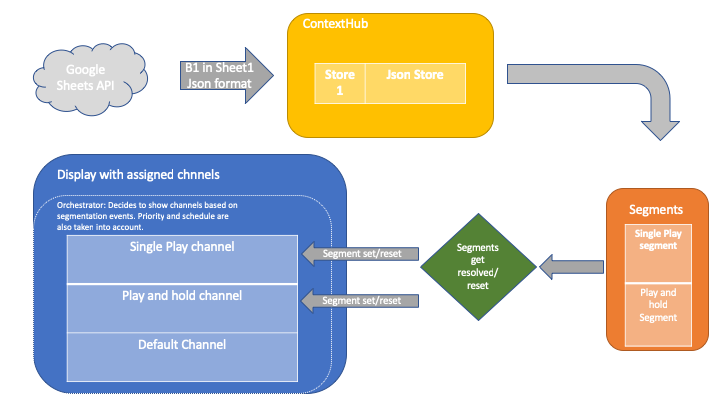 ContextHub
Google
Sheets API
B1 in Sheet1
Json format
Store
1
Json Store
Display with assigned chnnels
Orchestrator: Decides to show channels based on
segmentation events. Priority and schedule are
also taken into account.
Single Play channel
Play and hold channel
Default Channel
Segment set/reset
Segment set/reset
Segments
get
resolved/
reset
Segments
Single Play
segment
Play and
hold
Segment